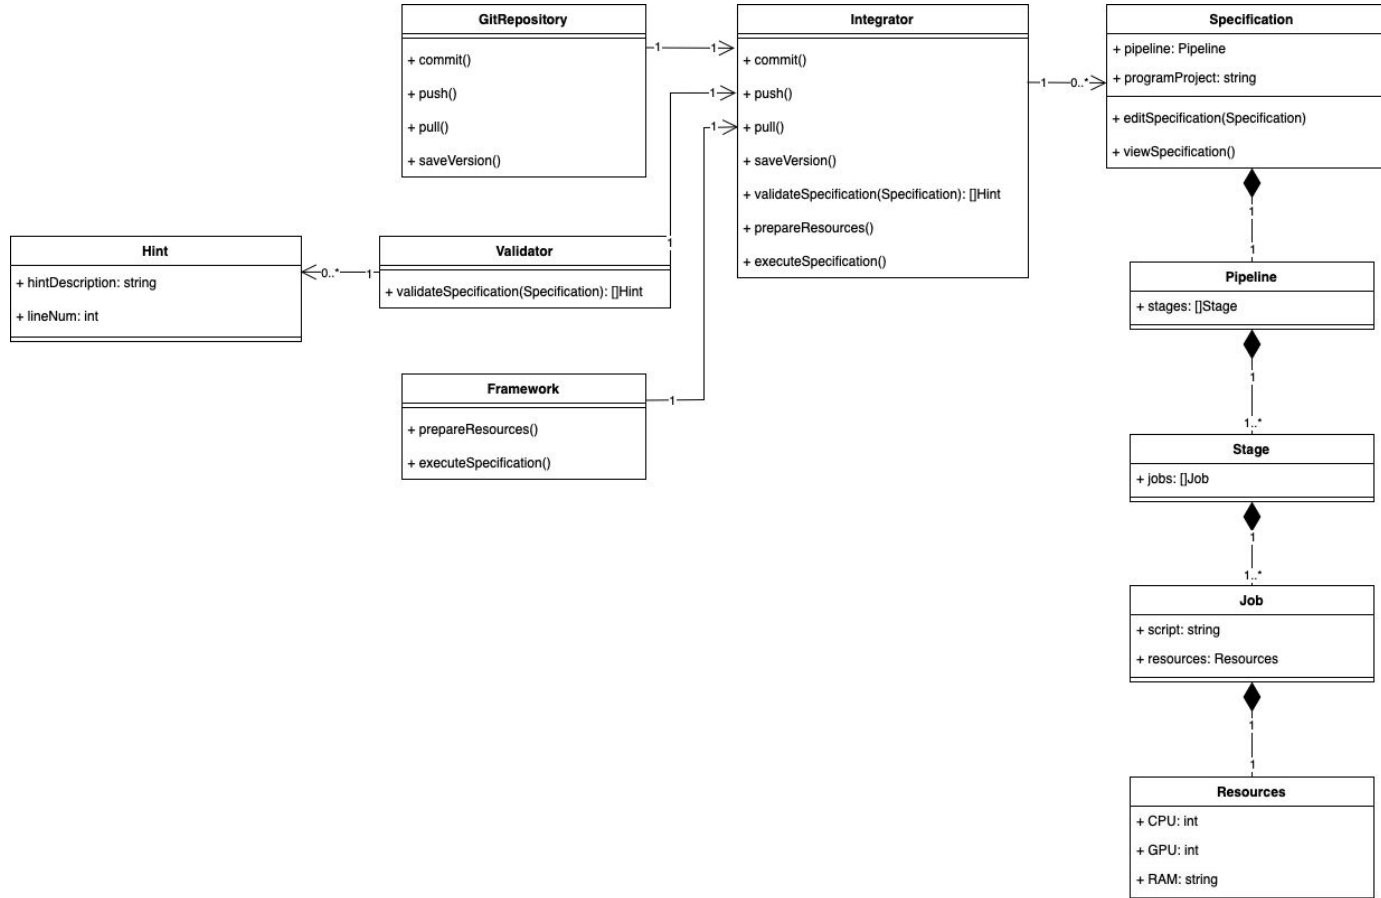 GitRepository
+ commit()
+ push()
+ pull()
+ saveVersion()
1
1
Integrator
+ commit()
+ push()
+ pull()
+ saveVersion()
+ validateSpecification(Specification): []Hint
+ prepareResources()
+ executeSpecification()
1
0..*
Specification
+ pipeline: Pipeline
+ programProject: string
+ editSpecification(Specification)
+ viewSpecification()
1
1
Hint
+ hintDescription: string
+ lineNum: int
0..*
1
Validator
+ validateSpecification(Specification): []Hint
1
1
Framework
+ prepareResources()
+ executeSpecification()
1
1
Pipeline
+ stages: []Stage
1
1..*
Stage
+ jobs: []Job
1
1..*
Job
+ script: string
+ resources: Resources
1
1
Resources
+ CPU: int
+ GPU: int
+ RAM: string